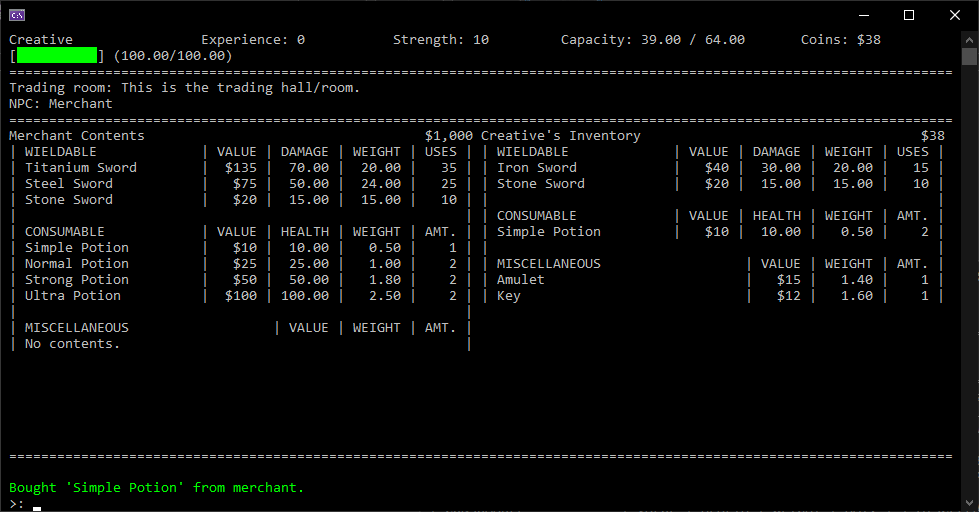 Creative Experience: 0 Strength: 10 Capacity: 39.00 / 64.00 Coins: $38
[ ] (100.00/100.00)
======================================================================================================================
Trading room: This is the trading hall/room.
NPC: Merchant
======================================================================================================================
Merchant Contents $1,000 Creative's Inventory $38
| WIELDABLE | VALUE | DAMAGE | WEIGHT | USES | | WIELDABLE | VALUE | DAMAGE | WEIGHT | USES |
| Titanium Sword | $135 | 70.00 | 20.00 | 35 | | Iron Sword | $40 | 30.00 | 20.00 | 15 |
| Steel Sword | $75 | 50.00 | 24.00 | 25 | | Stone Sword | $20 | 15.00 | 15.00 | 10 |
| Stone Sword | $20 | 15.00 | 15.00 | 10 | | |
| | | CONSUMABLE | VALUE | HEALTH | WEIGHT | AMT. |
| CONSUMABLE | VALUE | HEALTH | WEIGHT | AMT. | | Simple Potion | $10 | 10.00 | 0.50 | 2 |
| Simple Potion | $10 | 10.00 | 0.50 | 1 | | |
| Normal Potion | $25 | 25.00 | 1.00 | 2 | | MISCELLANEOUS | VALUE | WEIGHT | AMT. |
| Strong Potion | $50 | 50.00 | 1.80 | 2 | | Amulet | $15 | 1.40 | 1 |
| Ultra Potion | $100 | 100.00 | 2.50 | 2 | | Key | $12 | 1.60 | 1 |
| |
| MISCELLANEOUS | VALUE | WEIGHT | AMT. |
| No contents. |
======================================================================================================================
Bought 'Simple Potion' from merchant.
>: _